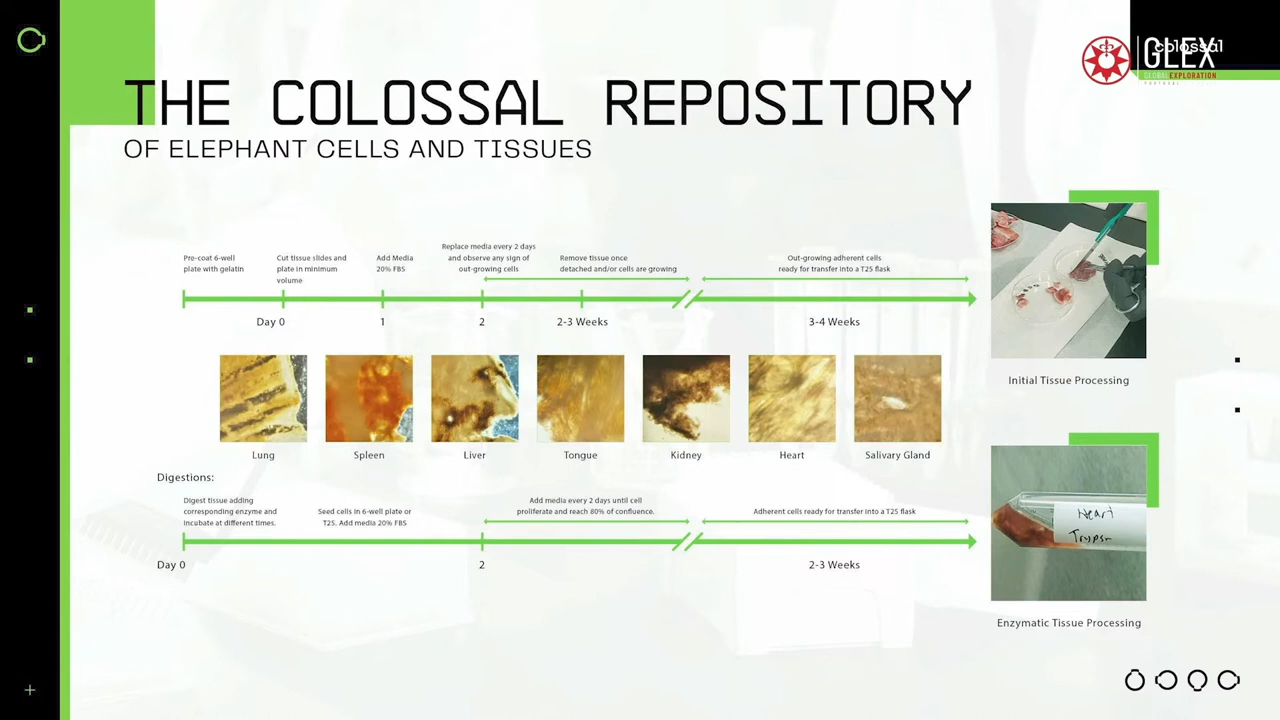 colossal
GLEX
GLOBAL EXPLORATION
THE COLOSSAL REPOSITORY
OF ELEPHANT CELLS AND TISSUES
Pre-coat 6-well
plate with gelatin
Cut tissue slides and
plate in minimum
volume
Add Media
20% FBS
Replace media every 2 days
and observe any sign of
out-growing cells
Remove tissue once
detached and/or cells are growing
Out-growing adherent cells
ready for transfer into a T25 flask
Day 0
1
2
2-3 Weeks
3-4 Weeks
Initial Tissue Processing
Lung
Spleen
Liver
Tongue
Kidney
Heart
Salivary Gland
Digestions:
Digest tissue adding
corresponding enzyme and
incubate at different times.
Seed cells in 6-well plate or
T25. Add media 20% FBS
Add media every 2 days until cell
proliferate and reach 80% of confluence.
Adherent cells ready for transfer into a T25 flask
Day 0
2
2-3 Weeks
Heart
Enzymatic Tissue Processing